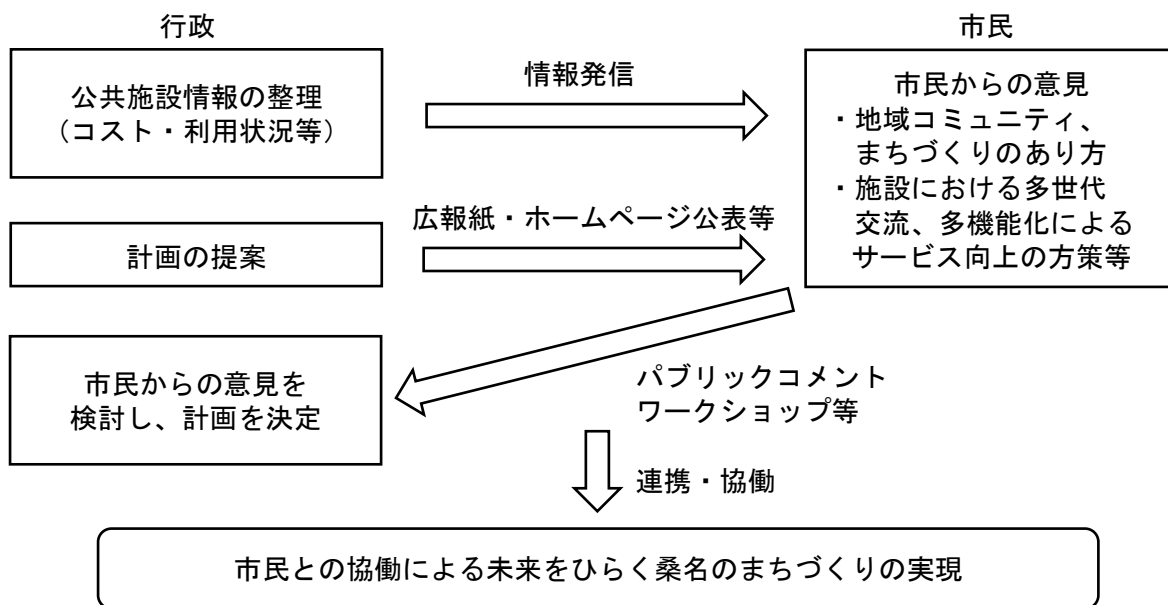 行政
市民
公共施設情報の整理
（コスト・利用状況等）
情報発信
市民からの意見
・地域コミュニティ、
まちづくりのあり方
・施設における多世代
交流、多機能化による
サービス向上の方策等
計画の提案
広報紙・ホームページ公表等
市民からの意見を
検討し、計画を決定
パブリックコメント
ワークショップ等
連携・協働
市民との協働による未来をひらく桑名のまちづくりの実現